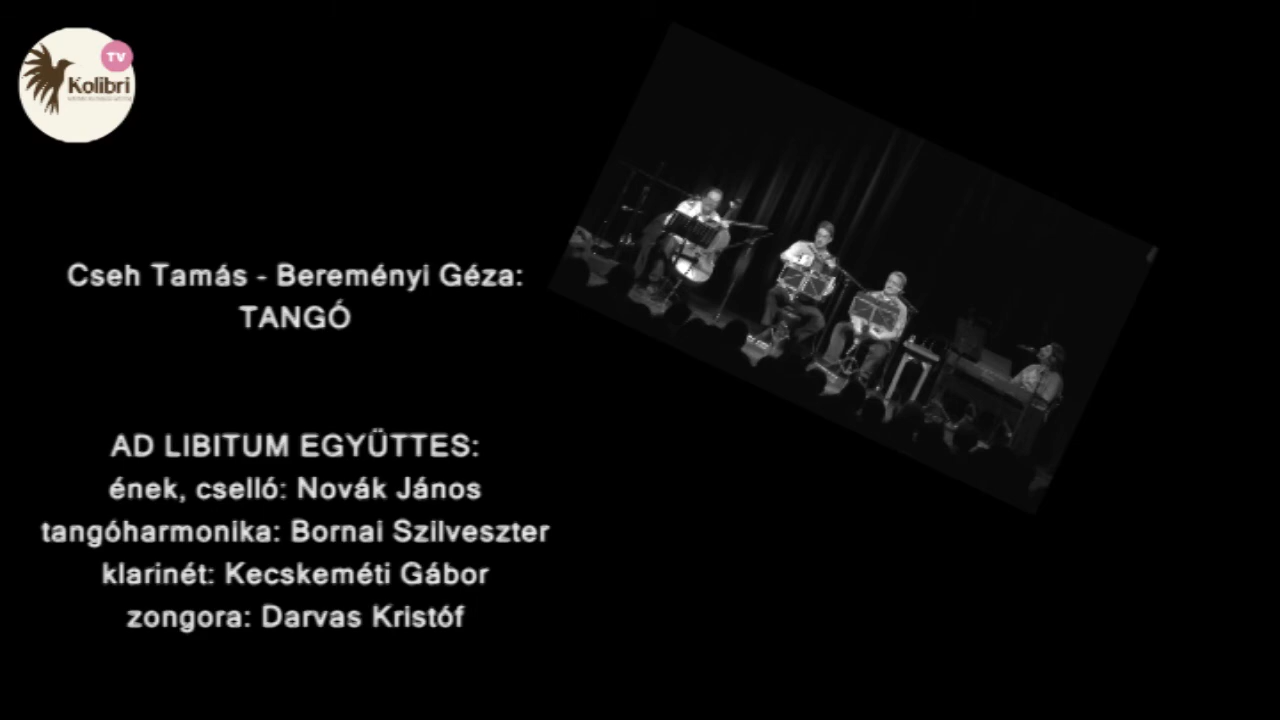 TV
Kolibri
Cseh Tamás - Bereményi Géza:
TANGÓ
AD LIBITUM EGYÜTTES:
ének, cselló: Novák János
tangóharmonika: Bornai Szilveszter
klarinét: Kecskeméti Gábor
zongora: Darvas Kristóf